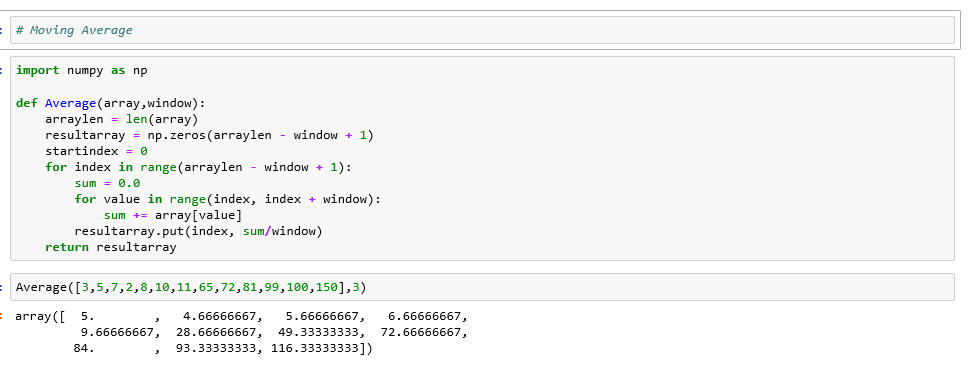 # Moving Average
import numpy as np
def Average(array,window):
    arraylen = len(array)
    resultarray = np.zeros(arraylen - window + 1)
    startindex = 0
    for index in range(arraylen - window + 1):
        sum = 0.0
        for value in range(index, index + window):
            sum += array[value]
        resultarray.put(index, sum/window)
    return resultarray
Average([3,5,7,2,8,10,11,65,72,81,99,100,150],3)
array([  5.        ,   4.66666667,   5.66666667,   6.66666667,
         9.66666667,  28.66666667,  49.33333333,  72.66666667,
        84.        ,  93.33333333, 116.33333333])